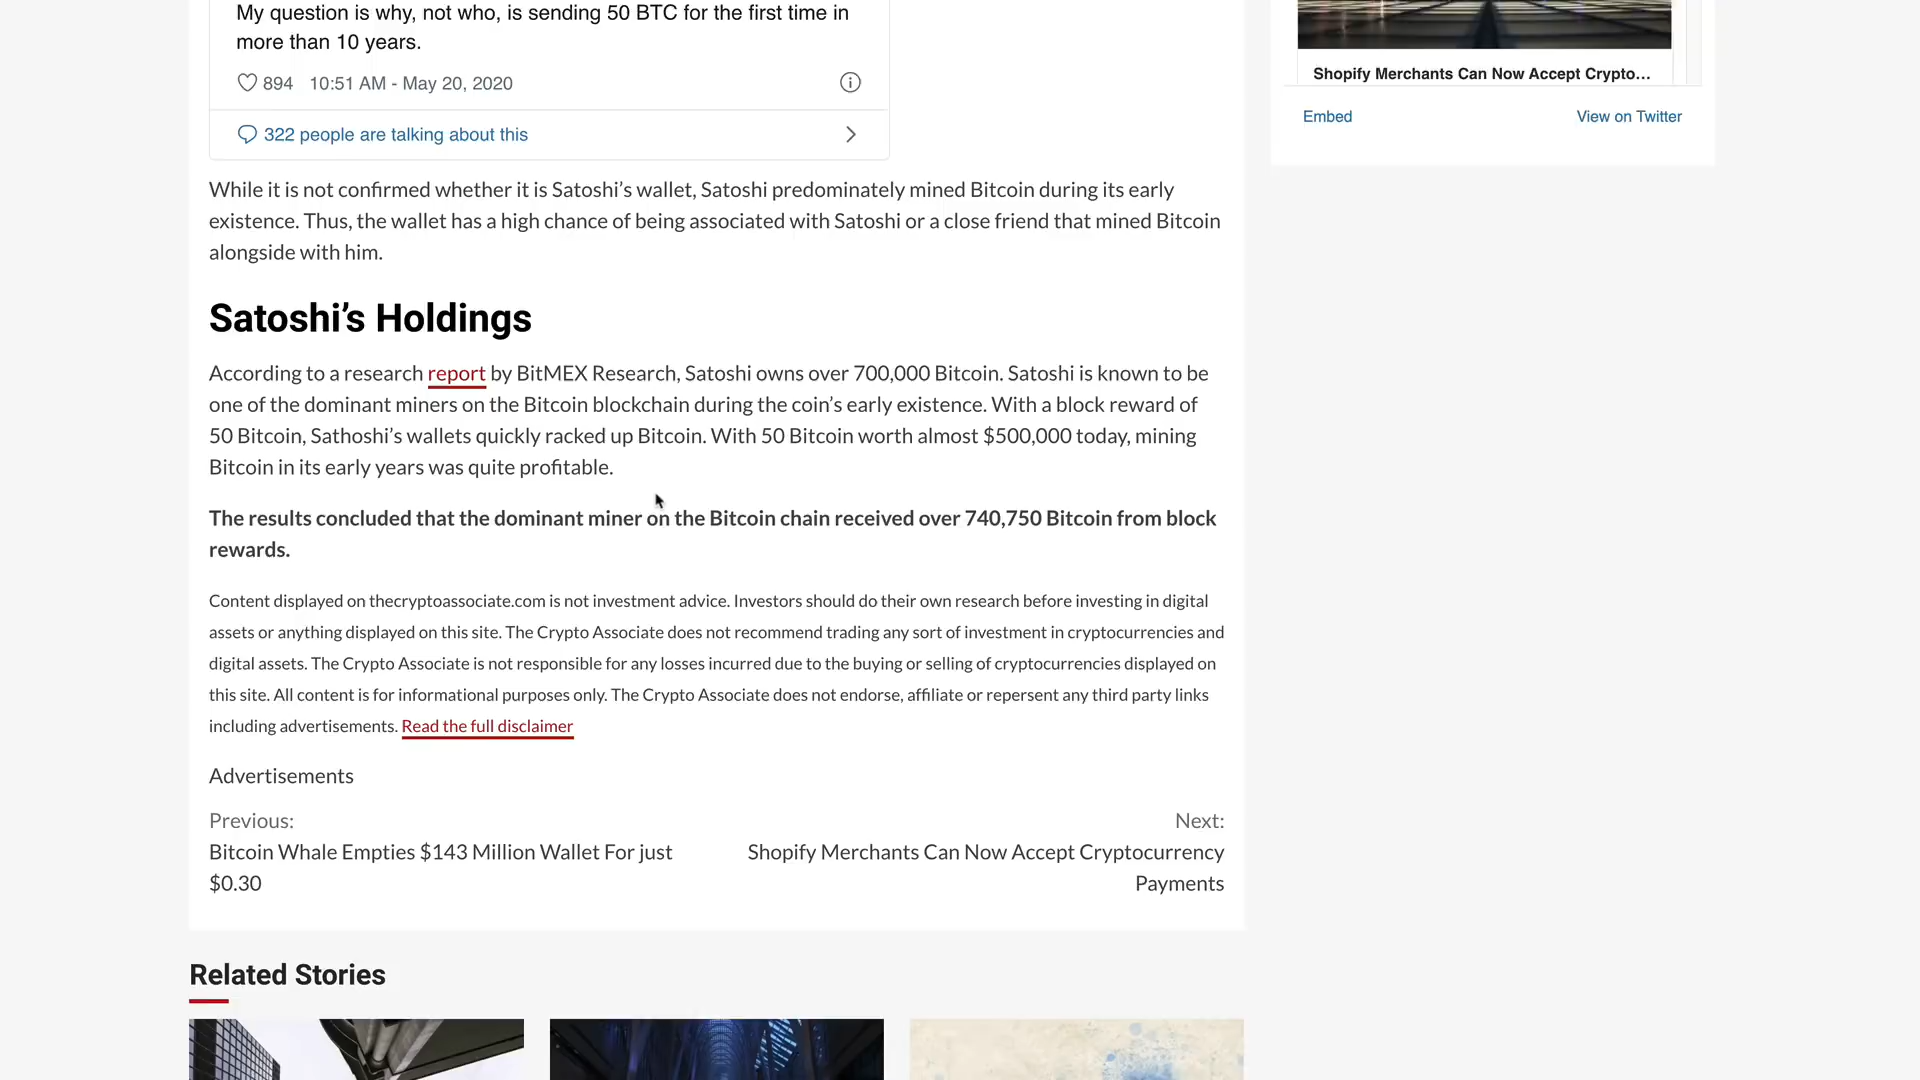 My question is why, not who, is sending 50 BTC for the first time in
more than 10 years.
894 10:51 AM - May 20, 2020
322 people are talking about this
While it is not confirmed whether it is Satoshi’s wallet, Satoshi predominately mined Bitcoin during its early
existence. Thus, the wallet has a high chance of being associated with Satoshi or a close friend that mined Bitcoin
alongside with him.
Satoshi’s Holdings
According to a research report by BitMEX Research, Satoshi owns over 700,000 Bitcoin. Satoshi is known to be
one of the dominant miners on the Bitcoin blockchain during the coin’s early existence. With a block reward of
50 Bitcoin, Sathoshi’s wallets quickly racked up Bitcoin. With 50 Bitcoin worth almost $500,000 today, mining
Bitcoin in its early years was quite profitable.
The results concluded that the dominant miner on the Bitcoin chain received over 740,750 Bitcoin from block
rewards.
Content displayed on thecryptoassociate.com is not investment advice. Investors should do their own research before investing in digital
assets or anything displayed on this site. The Crypto Associate does not recommend trading any sort of investment in cryptocurrencies and
digital assets. The Crypto Associate is not responsible for any losses incurred due to the buying or selling of cryptocurrencies displayed on
this site. All content is for informational purposes only. The Crypto Associate does not endorse, affiliate or repersent any third party links
including advertisements. Read the full disclaimer
Advertisements
Previous:
Bitcoin Whale Empties $143 Million Wallet For just
$0.30
Next:
Shopify Merchants Can Now Accept Cryptocurrency
Payments
Related Stories
Shopify Merchants Can Now Accept Crypto…
Embed
View on Twitter